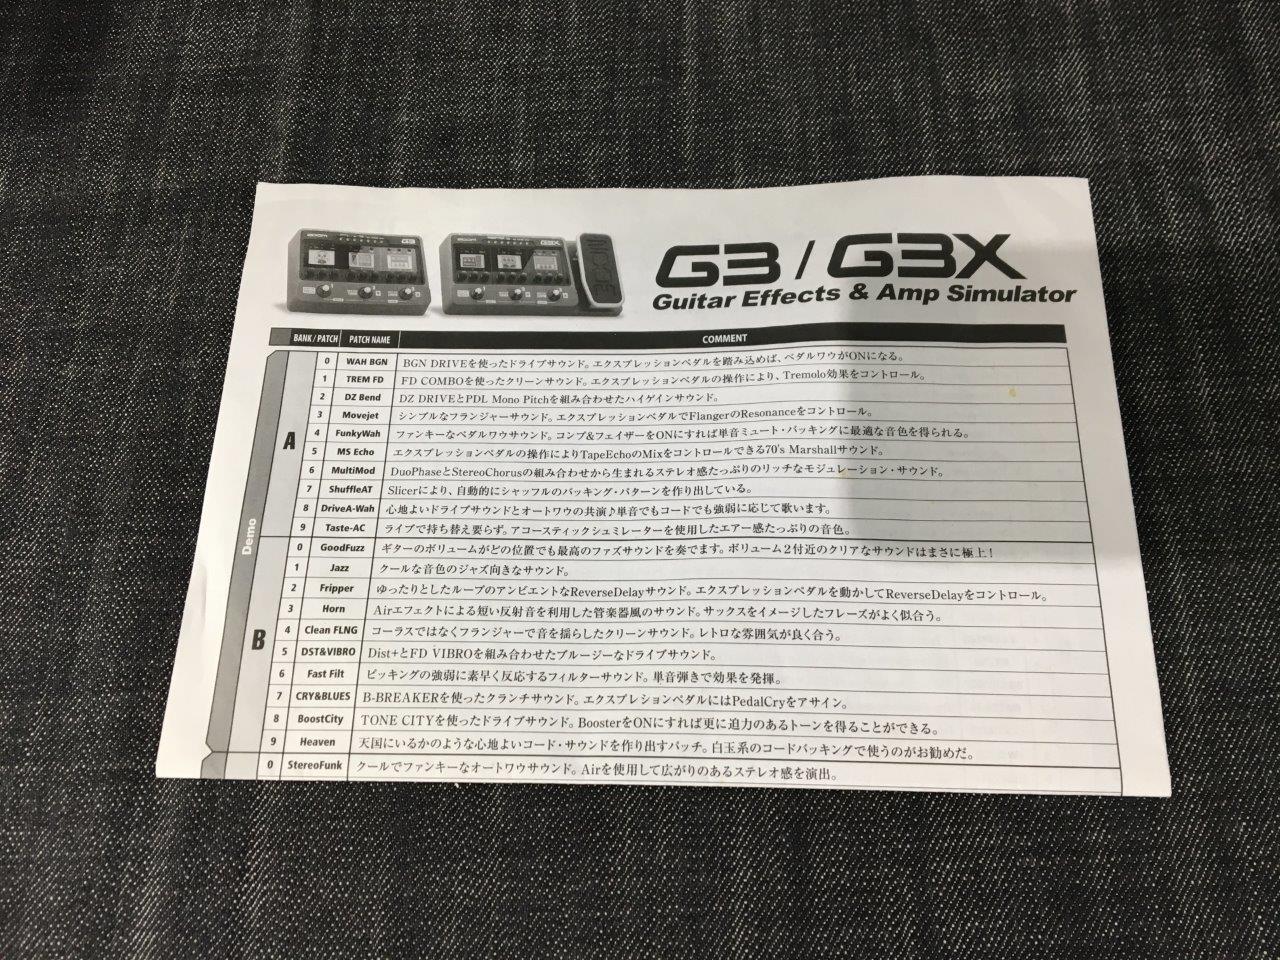 ZOOM G3 ZOOM G3X ZOOM
G3 / G3X
Guitar Effects & Amp Simulator
BANK / PATCH PATCH NAME COMMENT
Demo
A
0 WAH BGN BGN DRIVEを使ったドライブサウンド。エクスプレッションペダルを踏み込めば、ペダルワウがONになる。
1 TREM FD FD COMBOを使ったクリーンサウンド。エクスプレッションペダルの操作により、Tremolo効果をコントロール。
2 DZ Bend DZ DRIVEとPDL Mono Pitchを組み合わせたハイゲインサウンド。
3 Movejet シンプルなフランジャーサウンド。エクスプレッションペダルでFlangerのResonanceをコントロール。
4 FunkyWah ファンキーなペダルワウサウンド。コンプ&フェイザーをONにすれば単音ミュート・バッキングに最適な音色を得られる。
5 MS Echo エクスプレッションペダルの操作によりTapeEchoのMixをコントロールできる70's Marshallサウンド。
6 MultiMod DuoPhaseとStereoChorusの組み合わせから生まれるステレオ感たっぷりのリッチなモジュレーション・サウンド。
7 ShuffleAT Slicerにより、自動的にシャッフルのバッキング・パターンを作り出している。
8 DriveA-Wah 心地よいドライブサウンドとオートワウの共演♪単音でもコードでも強弱に応じて歌います。
9 Taste-AC ライブで持ち替え要らず。アコースティックシュミレーターを使用したエアー感たっぷりの音色。
B
0 GoodFuzz ギターのボリュームがどの位置でも最高のファズサウンドを奏でます。ボリューム2付近のクリアなサウンドはまさに極上!
1 Jazz クールな音色のジャズ向きなサウンド。
2 Fripper ゆったりとしたループのアンビエントなReverseDelayサウンド。エクスプレッションペダルを動かしてReverseDelayをコントロール。
3 Horn Airエフェクトによる短い反射音を利用した管楽器風のサウンド。サックスをイメージしたフレーズがよく似合う。
4 Clean FLNG コーラスではなくフランジャーで音を揺らしたクリーンサウンド。レトロな雰囲気が良く合う。
5 DST&VIBRO Dist+とFD VIBROを組み合わせたブルージーなドライブサウンド。
6 Fast Filt ピッキングの強弱に素早く反応するフィルターサウンド。単音弾きで効果を発揮。
7 CRY&BLUES B-BREAKERを使ったクランチサウンド。エクスプレションペダルにはPedalCryをアサイン。
8 BoostCity TONE CITYを使ったドライブサウンド。BoosterをONにすれば更に迫力のあるトーンを得ることができる。
9 Heaven 天国にいるかのような心地よいコード・サウンドを作り出すパッチ。白玉系のコードバッキングで使うのがお勧めだ。
0 StereoFunk クールでファンキーなオートワウサウンド。Airを使用して広がりのあるステレオ感を演出。